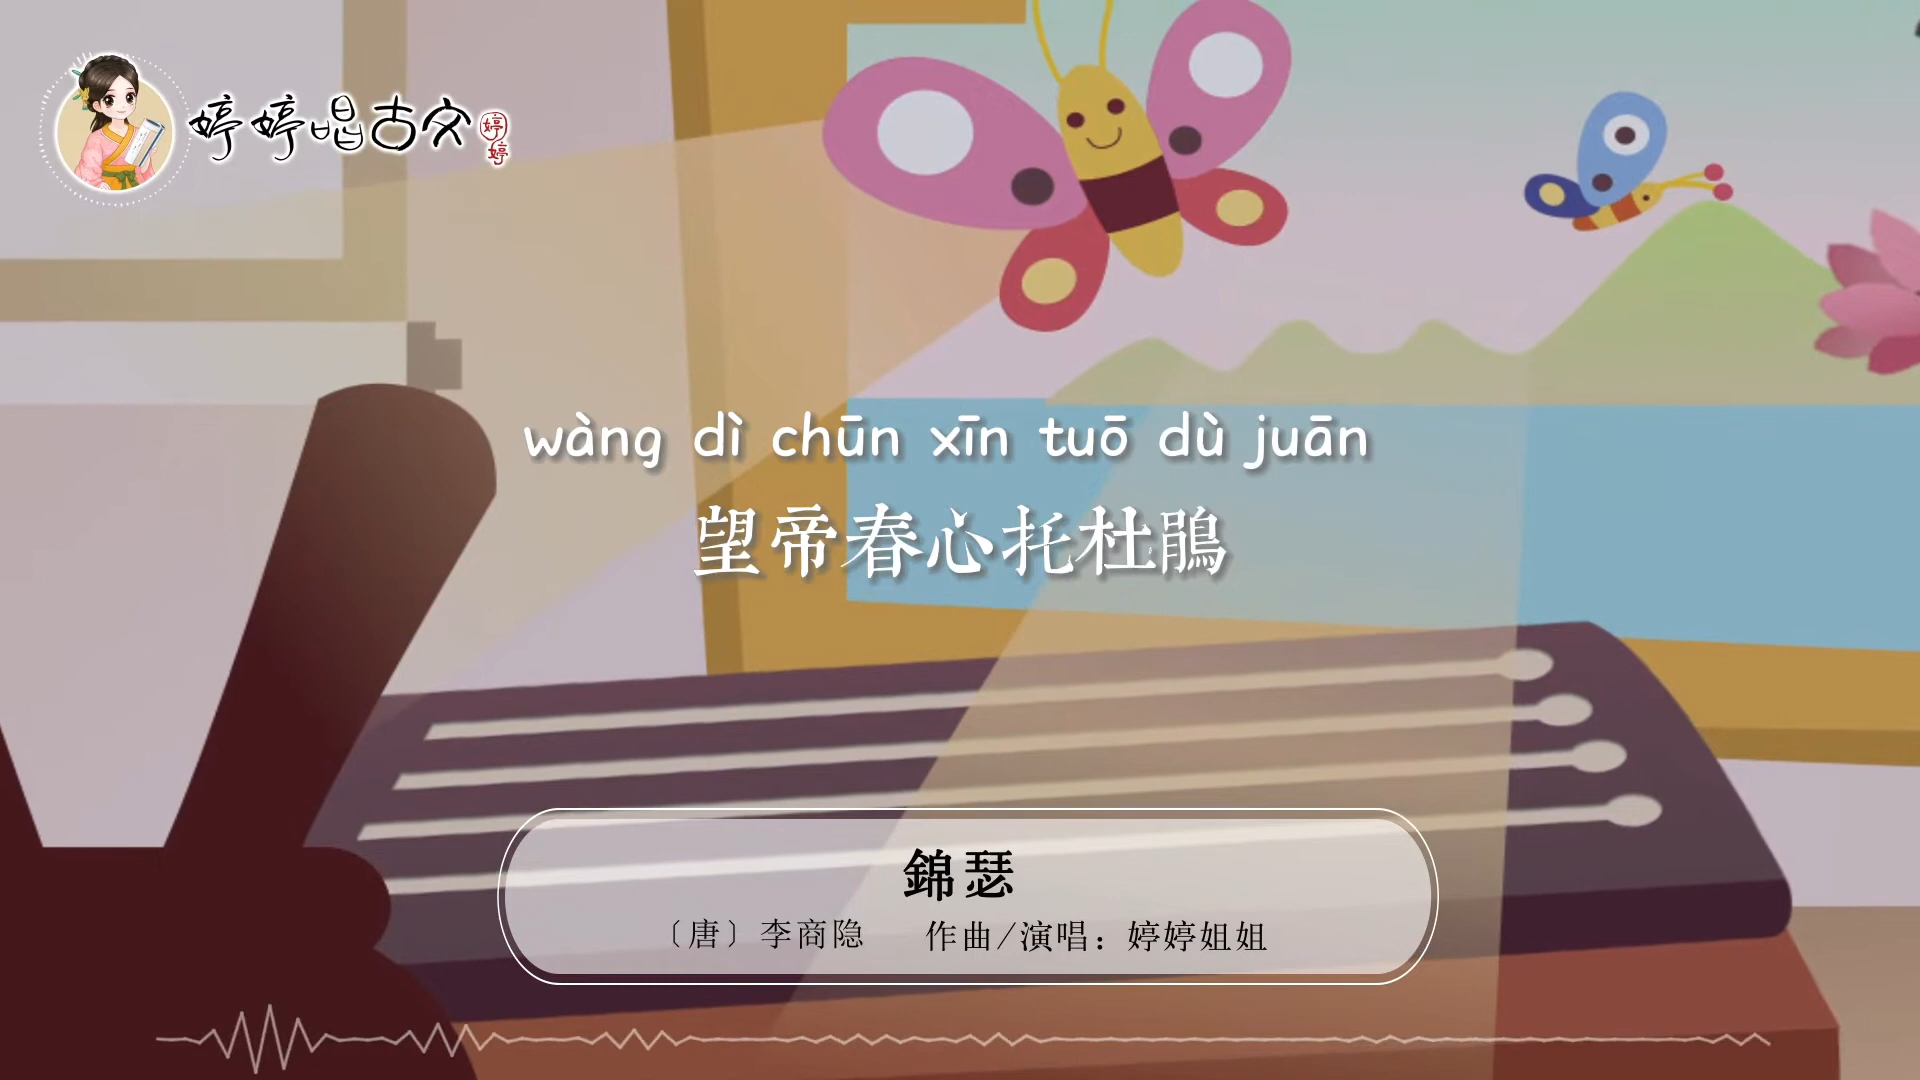 婷婷唱古文
婷婷
wàng dì chūn xīn tuō dù juān
望帝春心托杜鵑
錦瑟
〔唐〕李商隐 作曲/演唱：婷婷姐姐